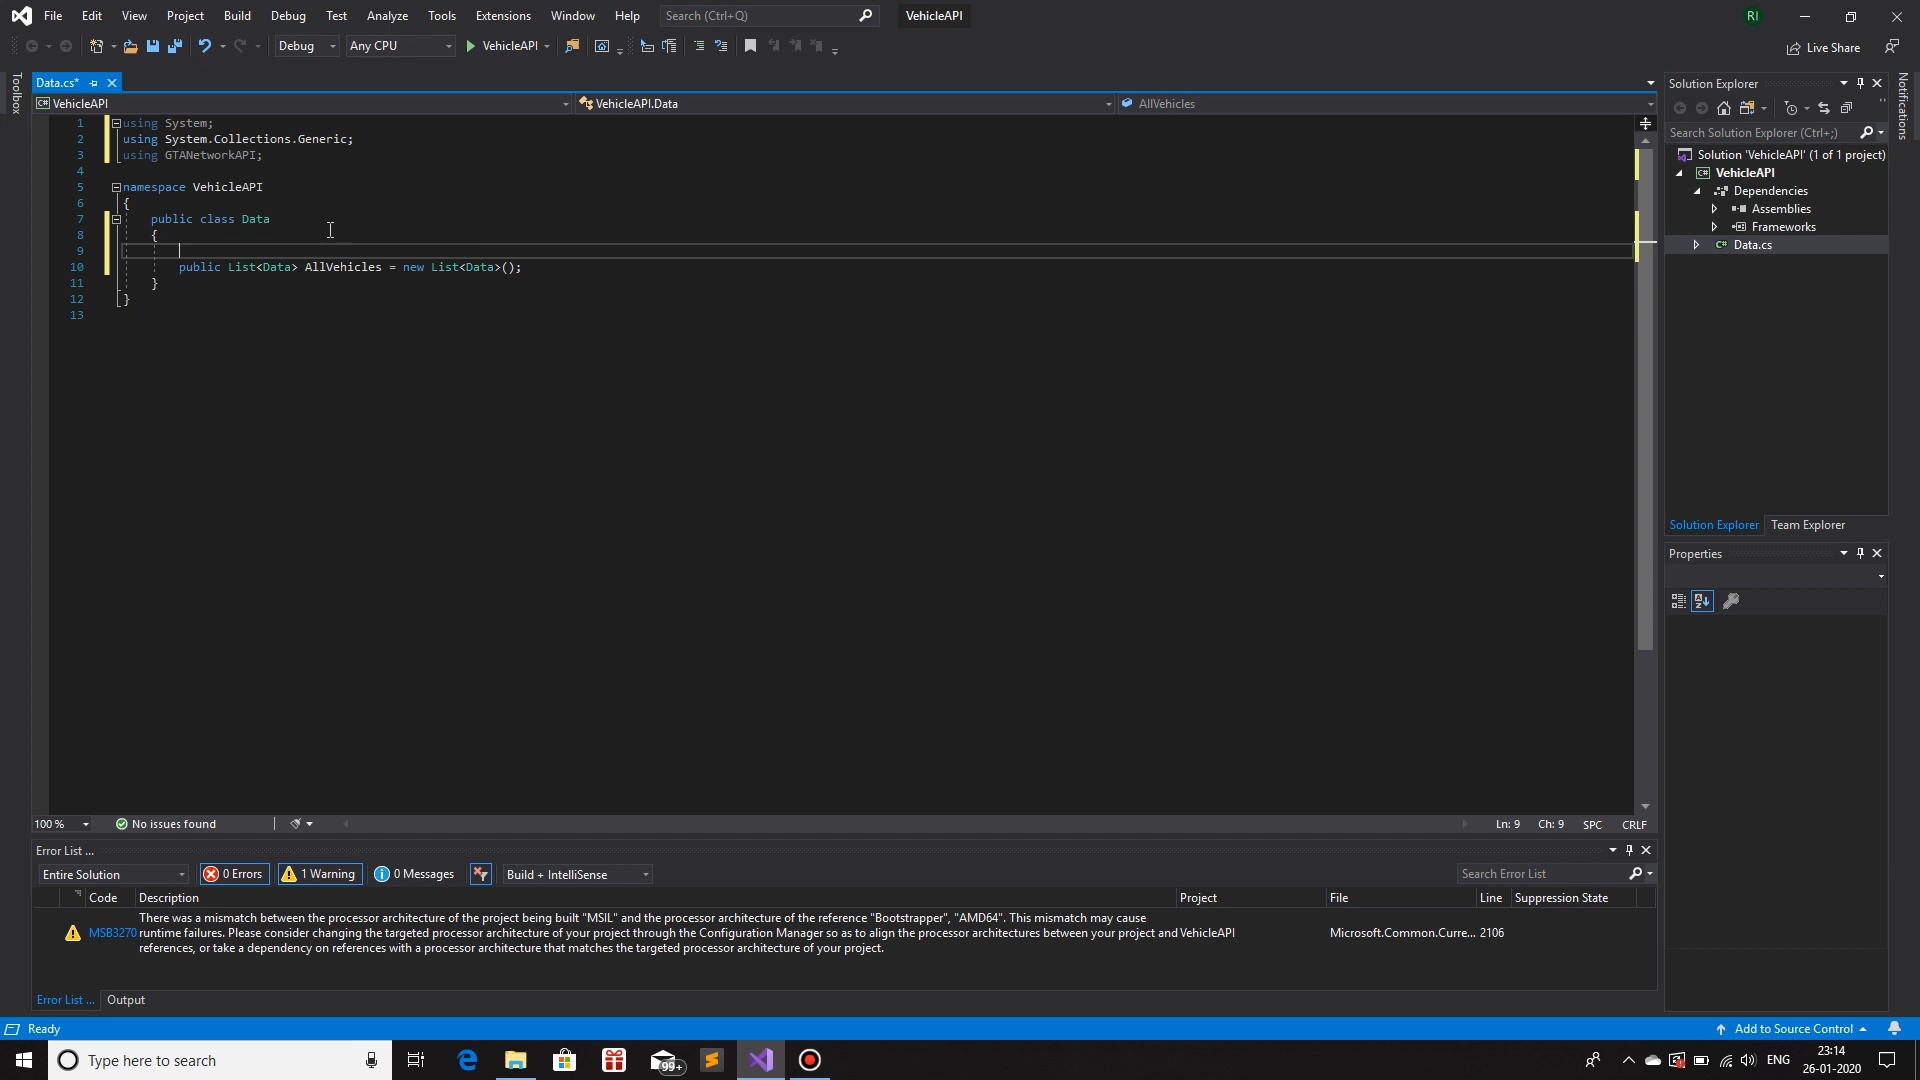 File Edit View Project Build Debug Test Analyze Tools Extensions Window Help Search (Ctrl+Q) VehicleAPI RI
Debug Any CPU VehicleAPI Live Share
Toolbox
Data.cs*
VehicleAPI VehicleAPI.Data AllVehicles
1 using System;
2 using System.Collections.Generic;
3 using GTANetworkAPI;
4
5 namespace VehicleAPI
6 {
7 public class Data
8 {
9
10 public List<Data> AllVehicles = new List<Data>();
11 }
12 }
13
100 % No issues found Ln: 9 Ch: 9 SPC CRLF
Solution Explorer
Search Solution Explorer (Ctrl+;)
Solution 'VehicleAPI' (1 of 1 project)
VehicleAPI
Dependencies
Assemblies
Frameworks
Data.cs
Solution Explorer Team Explorer
Properties
Notifications
Error List ...
Entire Solution 0 Errors 1 Warning 0 Messages Build + IntelliSense Search Error List
Code Description Project File Line Suppression State
MSB3270 There was a mismatch between the processor architecture of the project being built "MSIL" and the processor architecture of the reference "Bootstrapper", "AMD64". This mismatch may cause
runtime failures. Please consider changing the targeted processor architecture of your project through the Configuration Manager so as to align the processor architectures between your project and VehicleAPI Microsoft.Common.Curre... 2106
references, or take a dependency on references with a processor architecture that matches the targeted processor architecture of your project.
Error List ... Output
Ready Add to Source Control
Type here to search 99+ ENG 23:14
26-01-2020